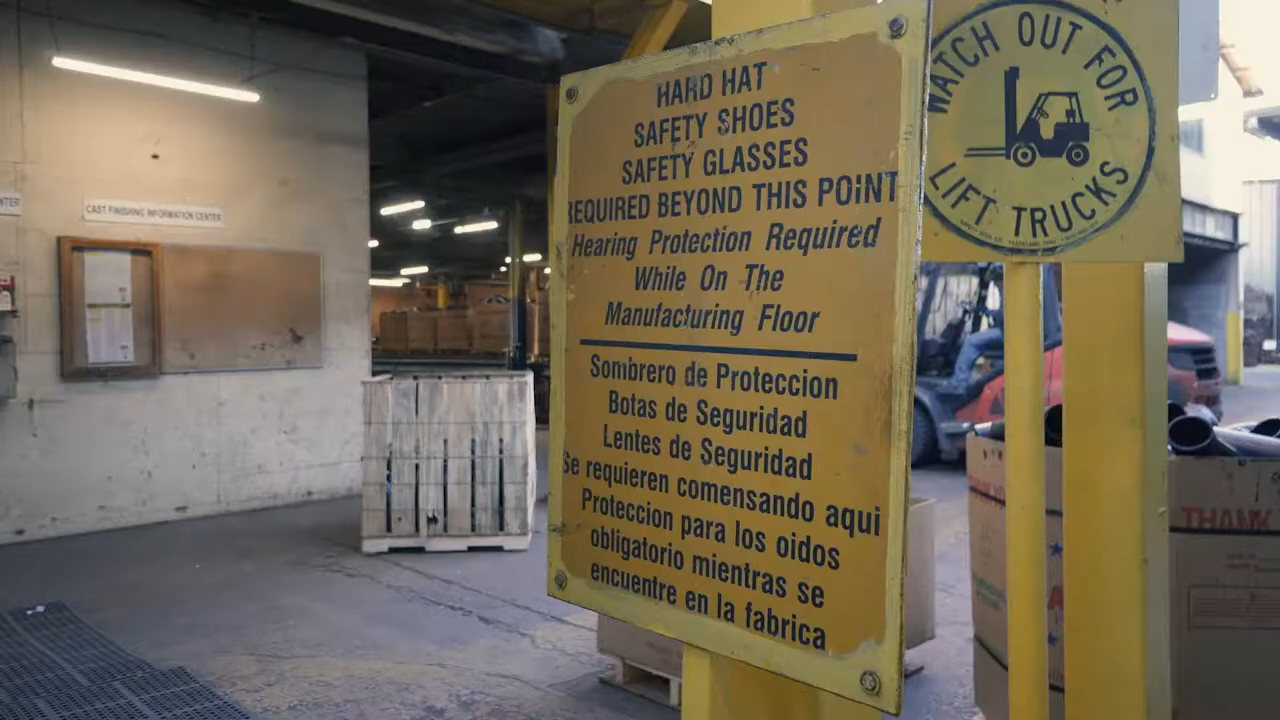 HARD HAT
SAFETY SHOES
SAFETY GLASSES
REQUIRED BEYOND THIS POINT
Hearing Protection Required
While On The
Manufacturing Floor
Sombrero de Proteccion
Botas de Seguridad
Lentes de Seguridad
Se requieren comensando aqui
Proteccion para los oidos
obligatorio mientras se
encuentre en la fabrica
WATCH OUT FOR
LIFT TRUCKS
CAST FINISHING INFORMATION CENTER
THANK